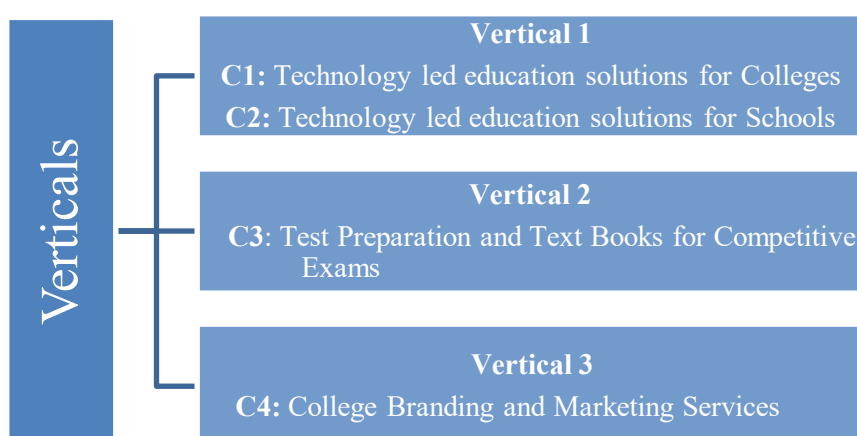 Verticals
Vertical 1
C1: Technology led education solutions for Colleges
C2: Technology led education solutions for Schools
Vertical 2
C3: Test Preparation and Text Books for Competitive
Exams
Vertical 3
C4: College Branding and Marketing Services